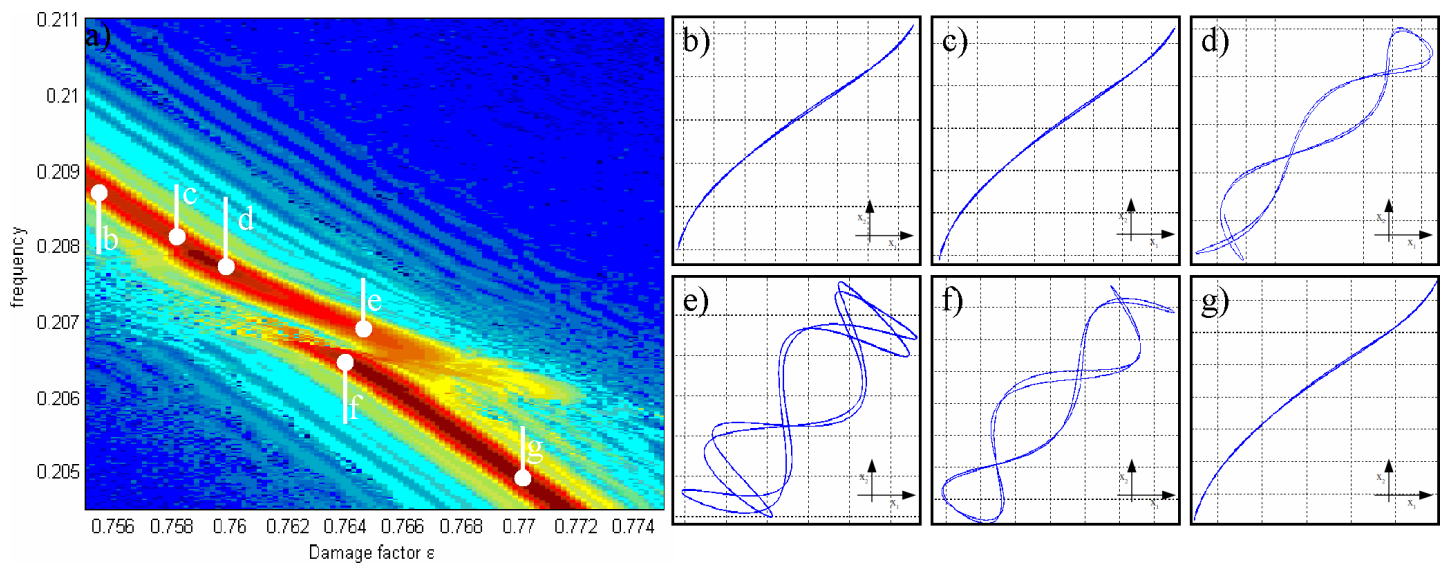 a)
frequency
0.211
0.21
0.209
0.208
0.207
0.206
0.205
b
c
d
e
f
g
0.756 0.758 0.76 0.762 0.764 0.766 0.768 0.77 0.772 0.774
Damage factor ε
b)
x₂
c)
x₁
d)
x₂
x₁
e)
x₂
x₁
f)
x₂
x₁
g)
x₂
x₁